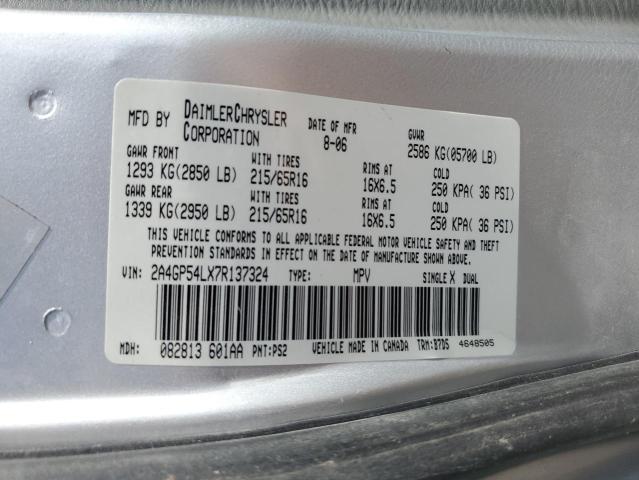 MFD BY DAIMLERCHRYSLER CORPORATION DATE OF MFR 8-06 GVWR 2586 KG(05700 LB)
GAWR FRONT WITH TIRES RIMS AT COLD
1293 KG(2850 LB) 215/65R16 16X6.5 250 KPA( 36 PSI)
GAWR REAR WITH TIRES RIMS AT COLD
1339 KG(2950 LB) 215/65R16 16X6.5 250 KPA( 36 PSI)
THIS VEHICLE CONFORMS TO ALL APPLICABLE FEDERAL MOTOR VEHICLE SAFETY AND THEFT
PREVENTION STANDARDS IN EFFECT ON THE DATE OF MANUFACTURE SHOWN ABOVE.
VIN: 2A4GP54LX7R137324 TYPE: MPV SINGLE X DUAL
MDH: 082813 601AA PNT:PS2 VEHICLE MADE IN CANADA TRM:B7D5 4648505